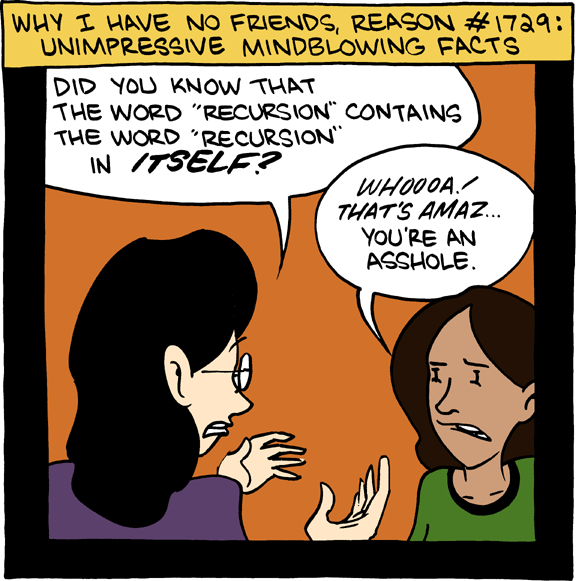 WHY I HAVE NO FRIENDS, REASON #1729:
UNIMPRESSIVE MINDBLOWING FACTS
DID YOU KNOW THAT
THE WORD "RECURSION" CONTAINS
THE WORD "RECURSION"
IN ITSELF?
WHOOOA!
THAT'S AMAZ...
YOU'RE AN
ASSHOLE.